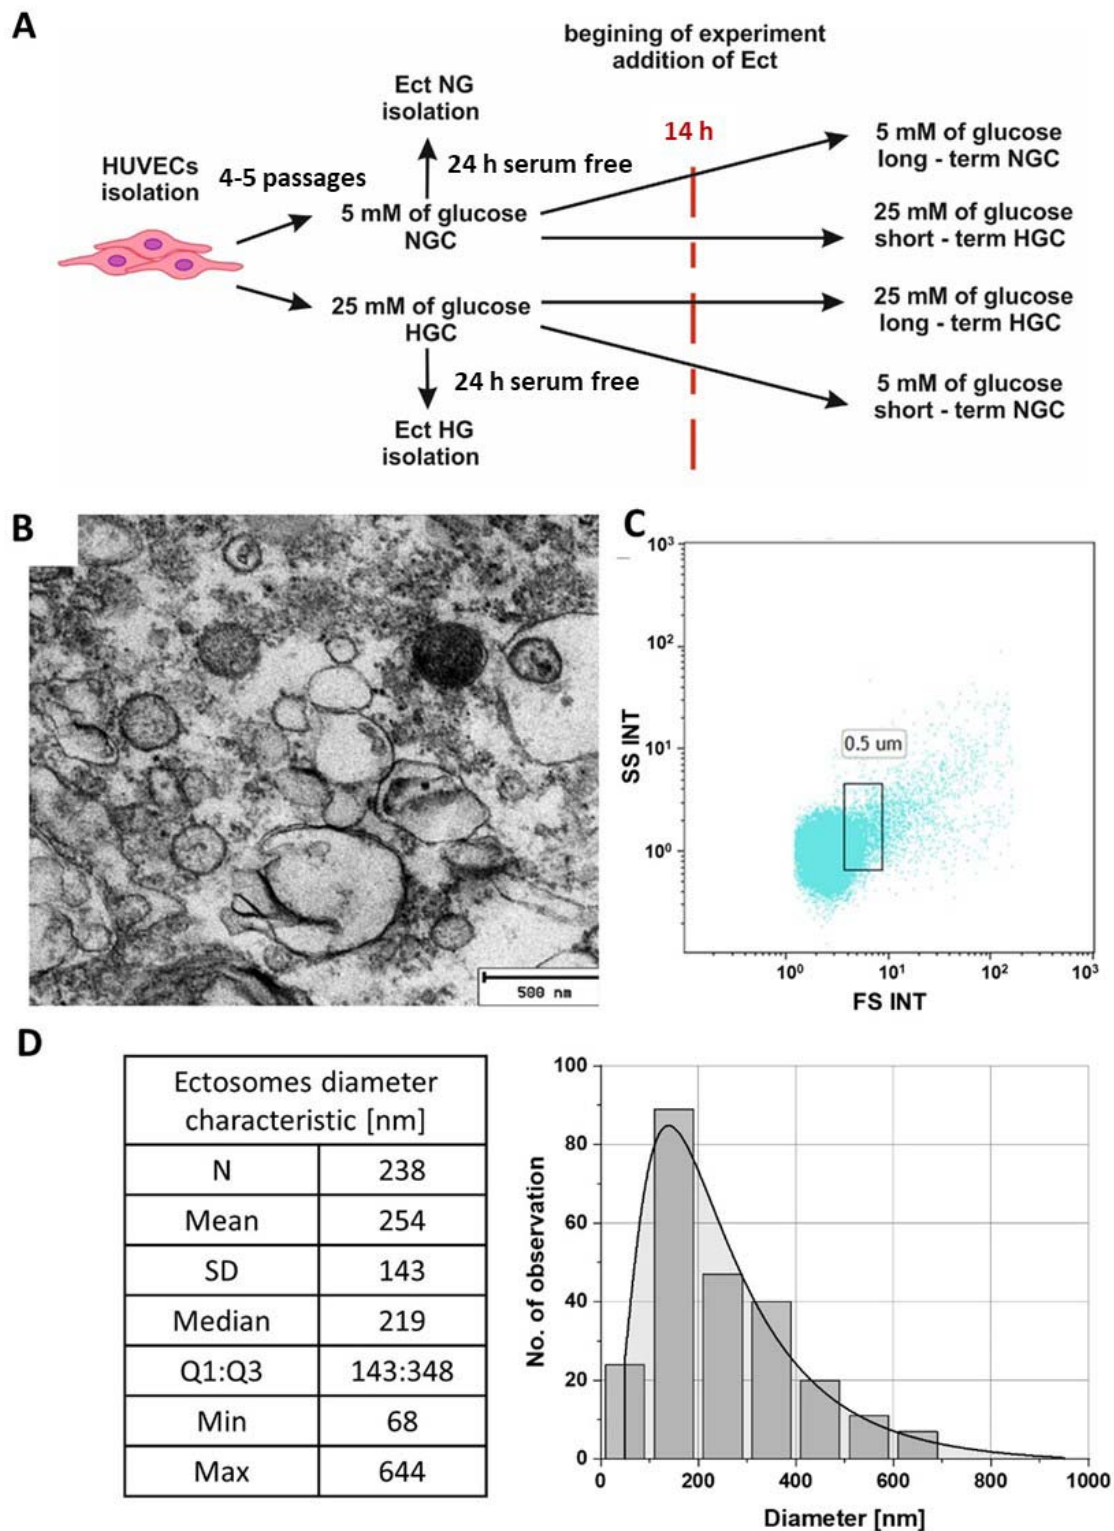 A
begining of experiment
addition of Ect
Ect NG
isolation
14 h
HUVECs
isolation
4-5 passages
24 h serum free
5 mM of glucose
NGC
25 mM of glucose
HGC
24 h serum free
Ect HG
isolation
5 mM of glucose
long - term NGC
25 mM of glucose
short - term HGC
25 mM of glucose
long - term HGC
5 mM of glucose
short - term NGC
B
500 nm
C
10³
10²
10¹
10⁰
SS INT
0.5 um
10⁰ 10¹ 10² 10³
FS INT
D
Ectosomes diameter
characteristic [nm]
N 238
Mean 254
SD 143
Median 219
Q1:Q3 143:348
Min 68
Max 644
100
80
60
40
20
0
No. of observation
0 200 400 600 800 1000
Diameter [nm]